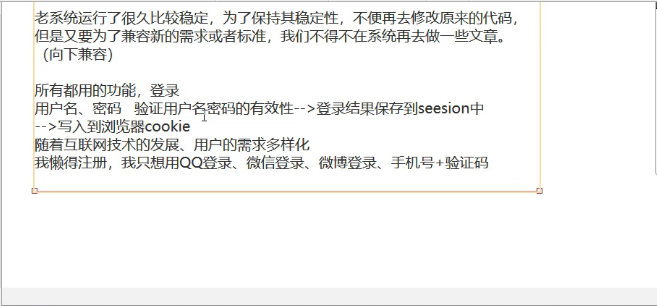 老系统运行了很久比较稳定，为了保持其稳定性，不便再去修改原来的代码，
但是又要为了兼容新的需求或者标准，我们不得不在系统再去做一些文章。
（向下兼容）
所有都用的功能，登录
用户名、密码   验证用户名密码的有效性-->登录结果保存到seesion中
-->写入到浏览器cookie
随着互联网技术的发展、用户的需求多样化
我懒得注册，我只想用QQ登录、微信登录、微博登录、手机号+验证码